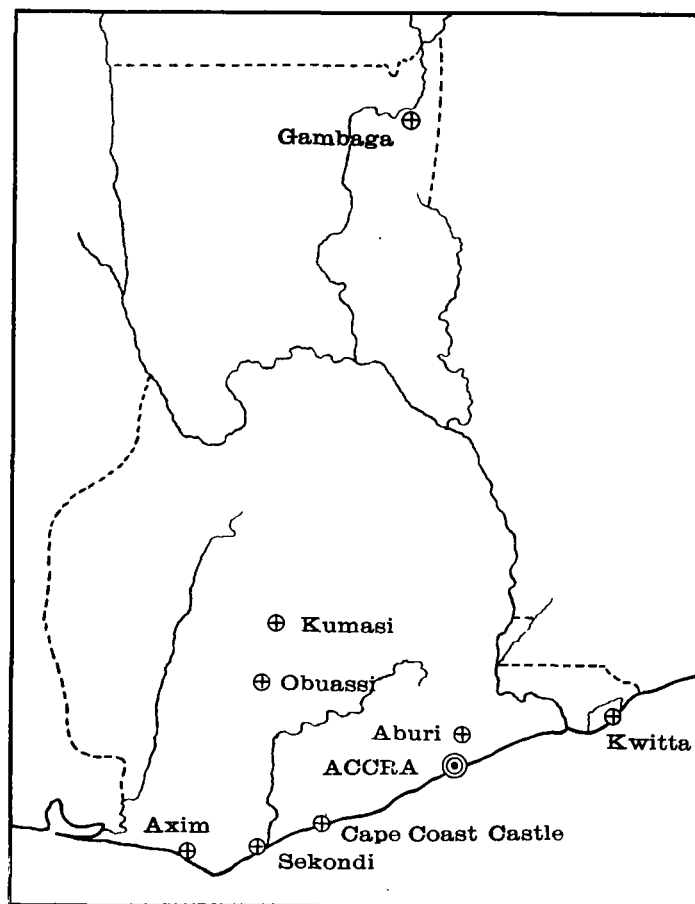 Gambaga
Kumasi
Obuassi
Aburi
Kwitta
ACCRA
Axim
Cape Coast Castle
Sekondi